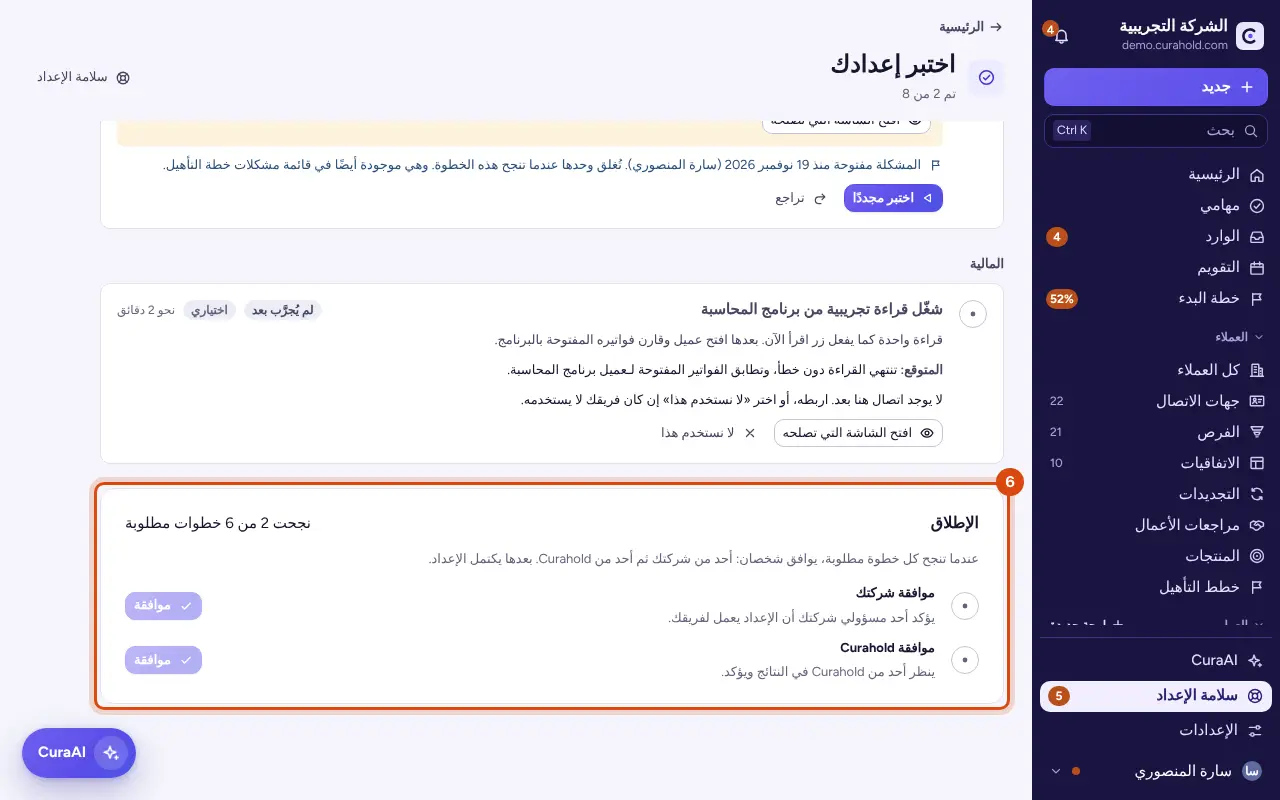 الشركة التجريبية
demo.curahold.com
4
جديد
بحث
Ctrl K
الرئيسية
مهامي
الوارد
4
التقويم
خطة البدء
52%
العملاء
كل العملاء
جهات الاتصال
22
الفرص
21
الاتفاقيات
10
التجديدات
مراجعات الأعمال
المنتجات
خطط التأهيل
CuraAI
سلامة الإعداد
5
الإعدادات
سا
سارة المنصوري
الرئيسية
اختبر إعدادك
تم 2 من 8
سلامة الإعداد
افتح الشاشة التي تصلحه
المشكلة مفتوحة منذ 19 نوفمبر 2026 (سارة المنصوري). تُغلق وحدها عندما تنجح هذه الخطوة. وهي موجودة أيضًا في قائمة مشكلات خطة التأهيل.
اختبر مجددًا
تراجع
المالية
شغّل قراءة تجريبية من برنامج المحاسبة
لم يُجرَّب بعد
اختياري
نحو 2 دقائق
قراءة واحدة كما يفعل زر اقرأ الآن. بعدها افتح عميل وقارن فواتيره المفتوحة بالبرنامج.
المتوقع: تنتهي القراءة دون خطأ، وتطابق الفواتير المفتوحة لـعميل برنامج المحاسبة.
لا يوجد اتصال هنا بعد. اربطه، أو اختر «لا نستخدم هذا» إن كان فريقك لا يستخدمه.
افتح الشاشة التي تصلحه
لا نستخدم هذا
6
الإطلاق
نجحت 2 من 6 خطوات مطلوبة
عندما تنجح كل خطوة مطلوبة، يوافق شخصان: أحد من شركتك ثم أحد من Curahold. بعدها يكتمل الإعداد.
موافقة شركتك
يؤكد أحد مسؤولي شركتك أن الإعداد يعمل لفريقك.
موافقة
موافقة Curahold
ينظر أحد من Curahold في النتائج ويؤكد.
موافقة
CuraAI